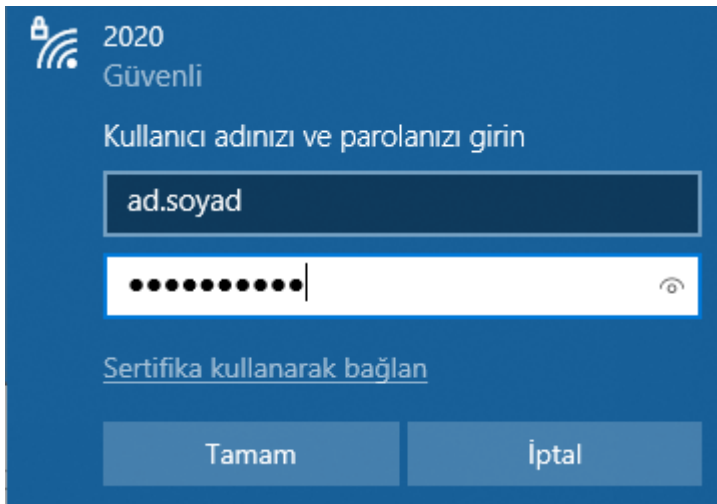 2020
Güvenli
Kullanıcı adınızı ve parolanızı girin
ad.soyad
●●●●●●●●●●
Sertifika kullanarak bağlan
Tamam
İptal